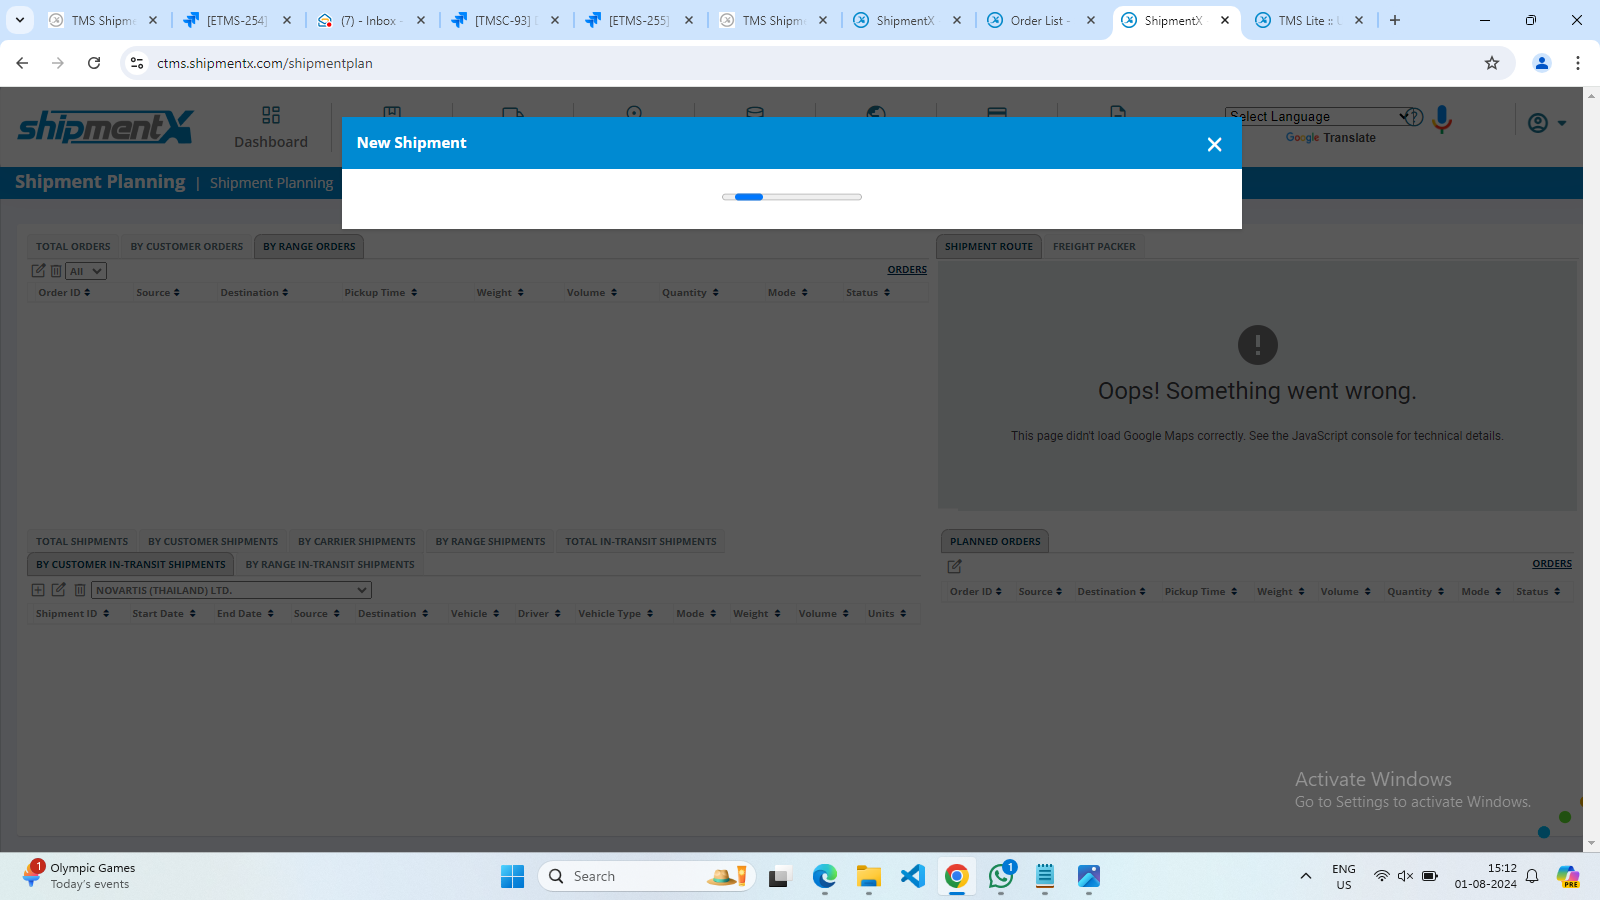 TMS Shipme
[ETMS-254]
(7) - Inbox -
[TMSC-93] D
[ETMS-255]
TMS Shipme
ShipmentX -
Order List -
ShipmentX
TMS Lite :: U
ctms.shipmentx.com/shipmentplan
shipmentX
Dashboard
Select Language
Google Translate
New Shipment
Shipment Planning | Shipment Planning
TOTAL ORDERS BY CUSTOMER ORDERS BY RANGE ORDERS
All ORDERS
Order ID Source Destination Pickup Time Weight Volume Quantity Mode Status
SHIPMENT ROUTE FREIGHT PACKER
Oops! Something went wrong.
This page didn't load Google Maps correctly. See the JavaScript console for technical details.
TOTAL SHIPMENTS BY CUSTOMER SHIPMENTS BY CARRIER SHIPMENTS BY RANGE SHIPMENTS TOTAL IN-TRANSIT SHIPMENTS
BY CUSTOMER IN-TRANSIT SHIPMENTS BY RANGE IN-TRANSIT SHIPMENTS
NOVARTIS (THAILAND) LTD.
Shipment ID Start Date End Date Source Destination Vehicle Driver Vehicle Type Mode Weight Volume Units
PLANNED ORDERS
ORDERS
Order ID Source Destination Pickup Time Weight Volume Quantity Mode Status
Activate Windows
Go to Settings to activate Windows.
1
Olympic Games
Today's events
Search
1
ENG
US
15:12
01-08-2024
PRE